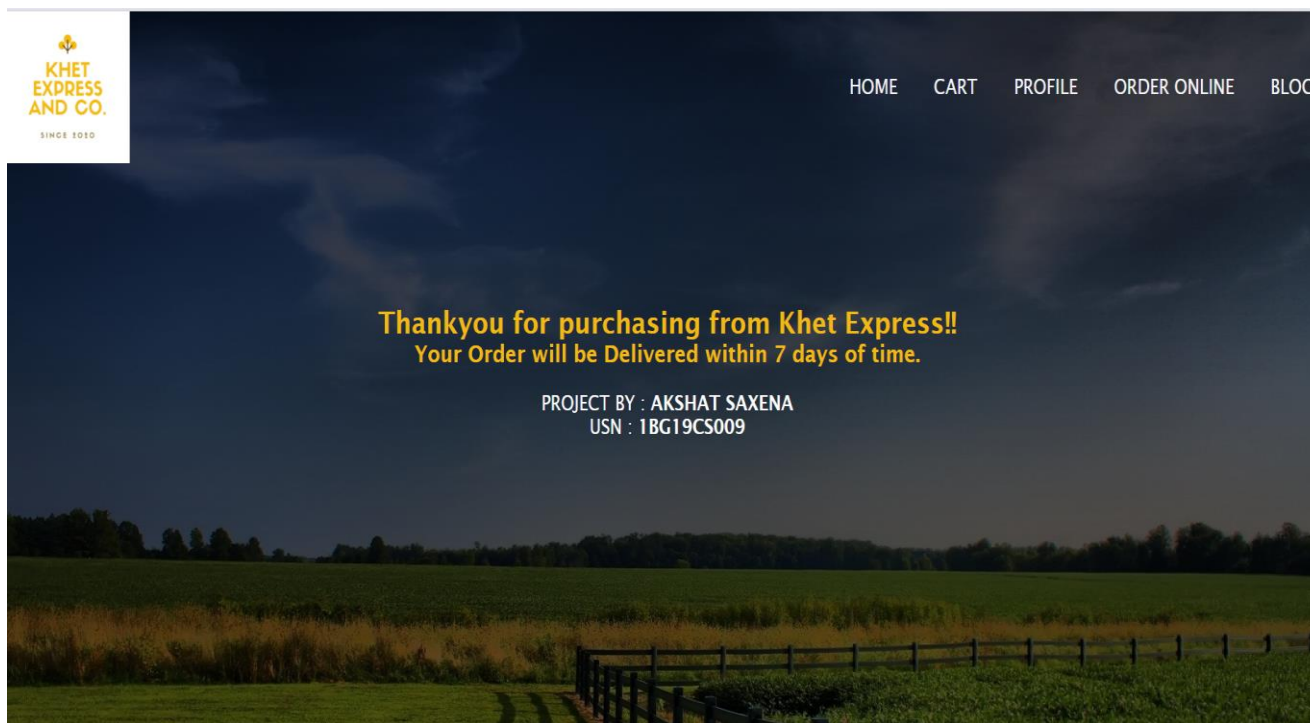 KHET
EXPRESS
AND CO.
SINCE 2020
HOME CART PROFILE ORDER ONLINE BLOG
Thankyou for purchasing from Khet Express!!
Your Order will be Delivered within 7 days of time.
PROJECT BY : AKSHAT SAXENA
USN : 1BG19CS009